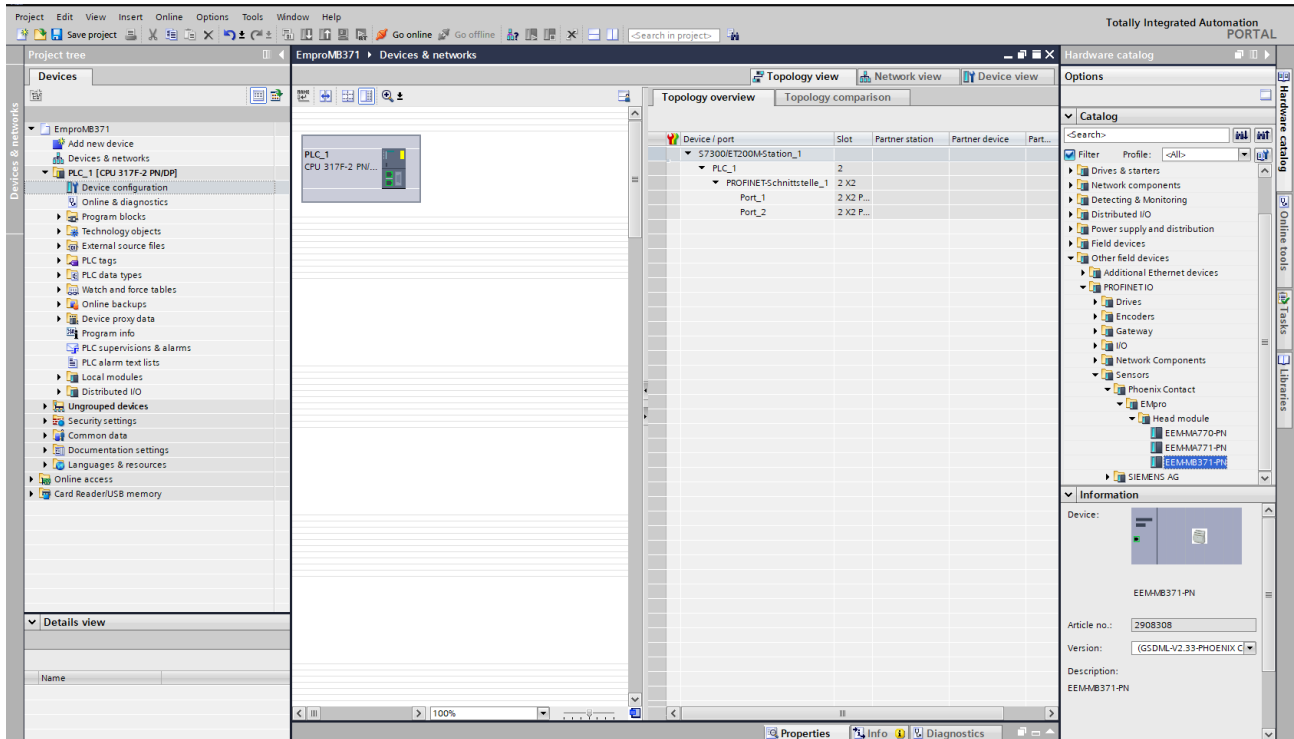 Project Edit View Insert Online Options Tools Window Help
Totally Integrated Automation
PORTAL
Save project Go online Go offline <Search in project>
Project tree
EmproMB371 Devices & networks
Hardware catalog
Devices
Topology view Network view Device view
Options
Topology overview Topology comparison
Catalog
<Search>
Filter Profile: <All>
Device / port Slot Partner station Partner device Part...
S7300/ET200M-Station_1
PLC_1 2
PROFINET-Schnittstelle_1 2 X2
Port_1 2 X2 P...
Port_2 2 X2 P...
PLC_1
CPU 317F-2 PN/...
EmproMB371
Add new device
Devices & networks
PLC_1 [CPU 317F-2 PN/DP]
Device configuration
Online & diagnostics
Program blocks
Technology objects
External source files
PLC tags
PLC data types
Watch and force tables
Online backups
Device proxy data
Program info
PLC supervisions & alarms
PLC alarm text lists
Local modules
Distributed I/O
Ungrouped devices
Security settings
Common data
Documentation settings
Languages & resources
Online access
Card Reader/USB memory
Drives & starters
Network components
Detecting & Monitoring
Distributed I/O
Power supply and distribution
Field devices
Other field devices
Additional Ethernet devices
PROFINET IO
Drives
Encoders
Gateway
I/O
Network Components
Sensors
Phoenix Contact
EMpro
Head module
EEM-MA770-PN
EEM-MA771-PN
EEM-MB371-PN
SIEMENS AG
Information
Device:
EEM-MB371-PN
Article no.: 2908308
Version: (GSDML-V2.33-PHOENIX C
Description:
EEM-MB371-PN
Details view
Name
100%
Properties Info Diagnostics
Devices & networks
Hardware catalog
Online tools
Tasks
Libraries